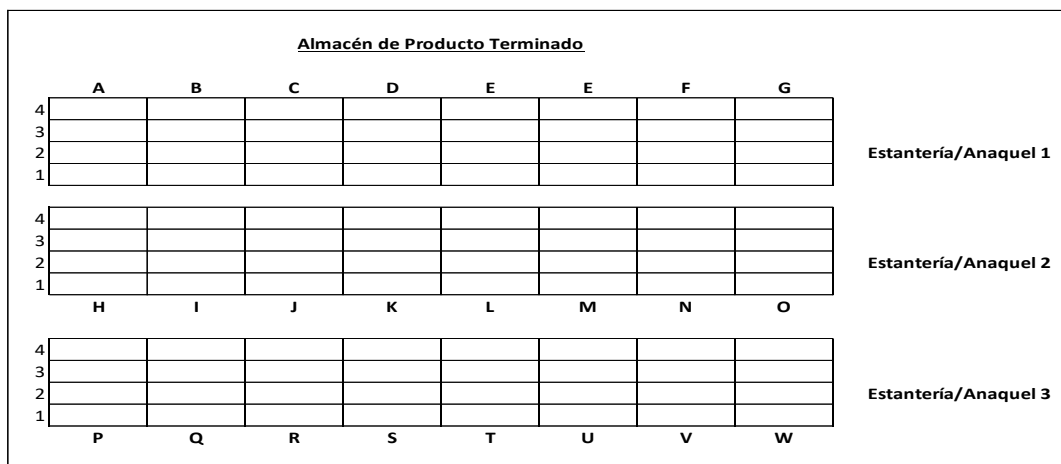 Almacén de Producto Terminado
A B C D E E F G
4
3
2 Estantería/Anaquel 1
1
4
3
2 Estantería/Anaquel 2
1
H I J K L M N O
4
3
2 Estantería/Anaquel 3
1
P Q R S T U V W